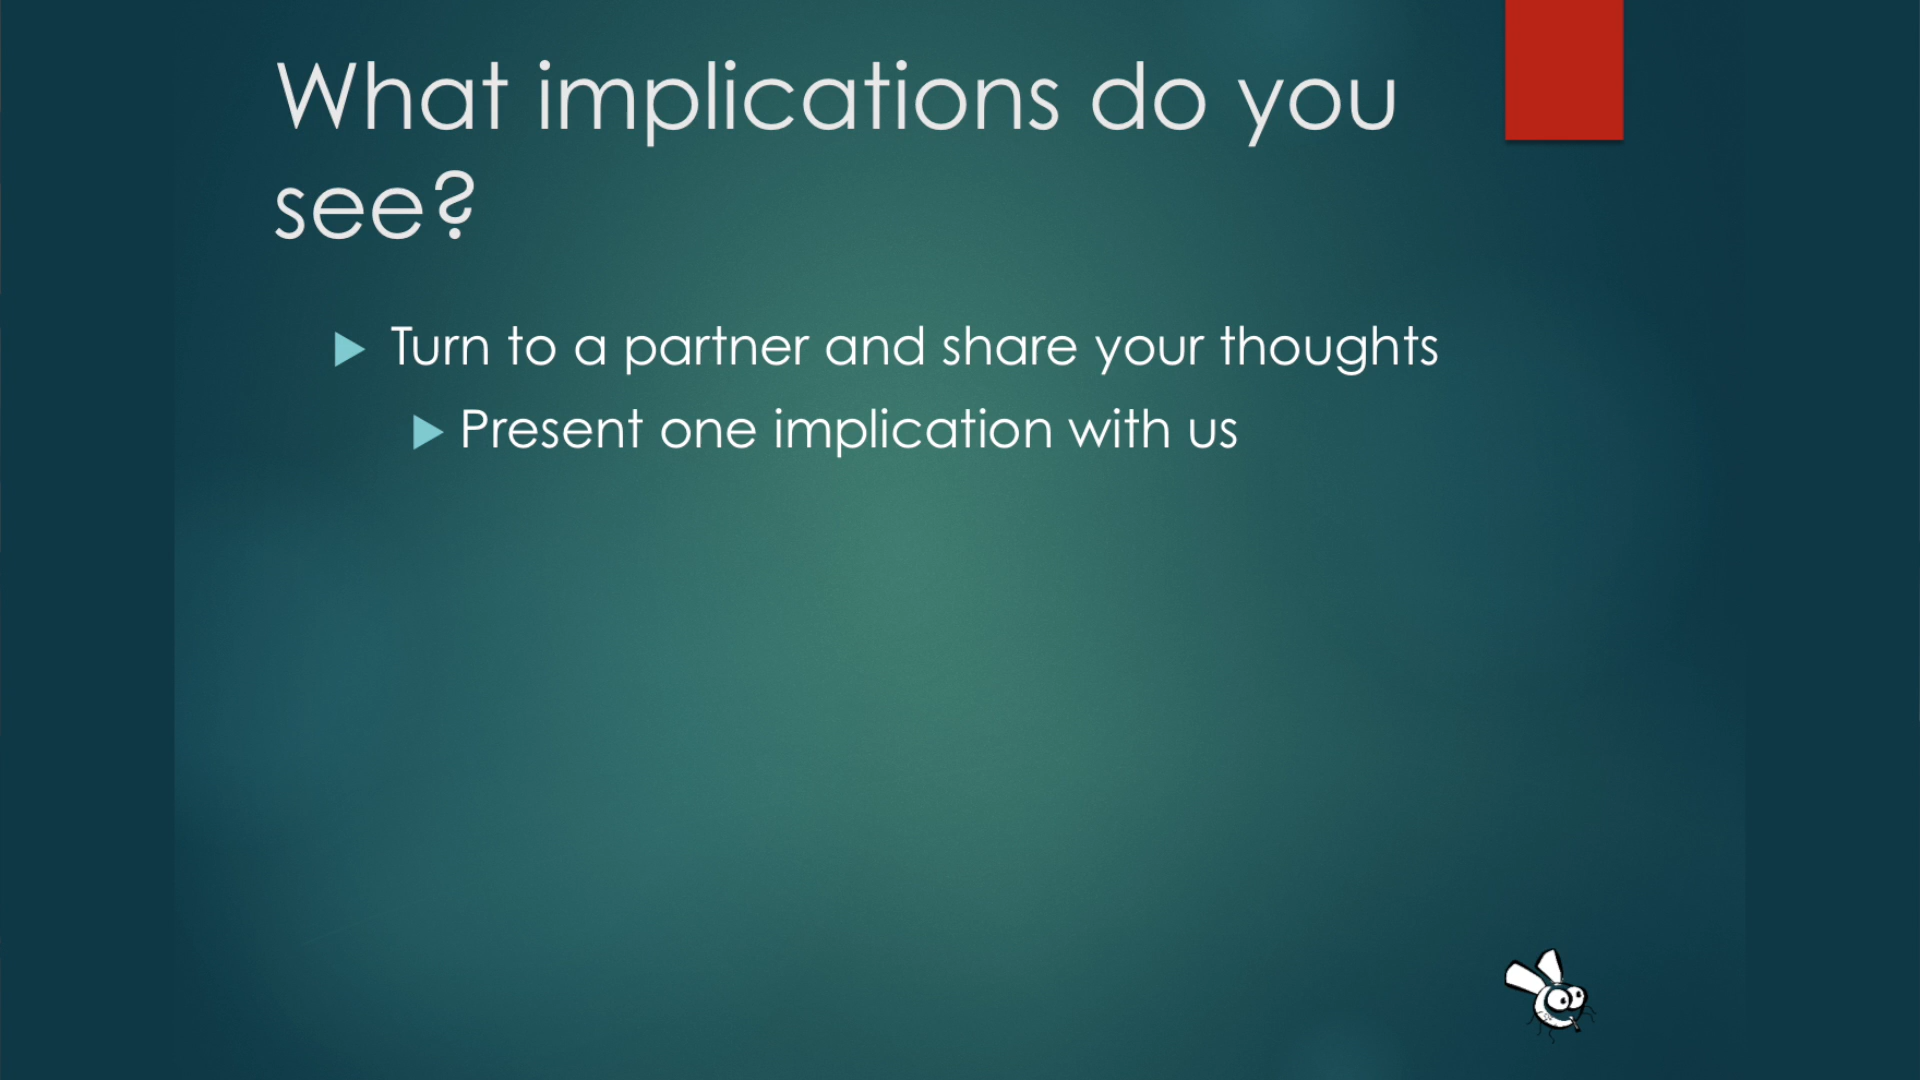 What implications do you
see?
Turn to a partner and share your thoughts
Present one implication with us